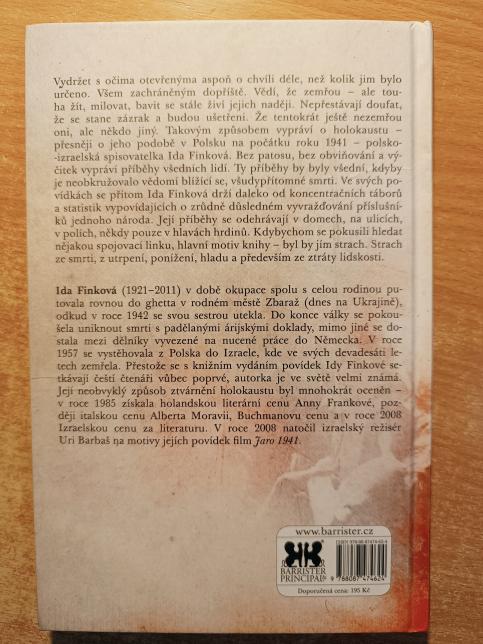 Vydržet s očima otevřenýma aspoň o chvíli déle, než kolik jim bylo
určeno. Všem zachráněným dopříště. Vědí, že zemřou – ale tou-
ha žít, milovat, bavit se stále živí jejich naději. Nepřestávají doufat,
že se stane zázrak a budou ušetřeni. Že tentokrát ještě nezemřou
oni, ale někdo jiný. Takovým způsobem vypráví o holokaustu –
přesněji o jeho podobě v Polsku na počátku roku 1941 – polsko-
-izraelská spisovatelka Ida Finková. Bez patosu, bez obviňování a vý-
čitek vypraví příběhy všedních lidí. Ty příběhy by byly všední, kdyby
je neobkružovalo vědomí blížící se, všudypřítomné smrti. Ve svých po-
vídkách se přitom Ida Finková drží daleko od koncentračních táborů
a statistik vypovídajících o zrůdně důsledném vyvražďování příslušní-
ků jednoho národa. Její příběhy se odehrávají v domech, na ulicích,
v polích, někdy pouze v hlavách hrdinů. Kdybychom se pokusili hledat
nějakou spojovací linku, hlavní motiv knihy – byl by jím strach. Strach
ze smrti, z utrpení, ponížení, hladu a především ze ztráty lidskosti.
Ida Finková (1921–2011) v době okupace spolu s celou rodinou pu-
tovala rovnou do ghetta v rodném městě Zbaraž (dnes na Ukrajině),
odkud v roce 1942 se svou sestrou utekla. Do konce války se pokou-
šela uniknout smrti s padělanými árijskými doklady, mimo jiné se do-
stala mezi dělníky vyvezené na nucené práce do Německa. V roce
1957 se vystěhovala z Polska do Izraele, kde ve svých devadesáti le-
tech zemřela. Přestože se s knižním vydáním povídek Idy Finkové se-
tkávají čeští čtenáři vůbec poprvé, autorka je ve světě velmi známá.
Její neobvyklý způsob ztvárnění holokaustu byl mnohokrát oceněn –
v roce 1985 získala holandskou literární cenu Anny Frankové, poz-
ději italskou cenu Alberta Moravii, Buchmanovu cenu a v roce 2008
Izraelskou cenu za literaturu. V roce 2008 natočil izraelský režisér
Uri Barbaš na motivy jejích povídek film Jaro 1941.
www.barrister.cz
BARRISTER
PRINCIPAL
9 788087 474624
Doporučená cena: 195 Kč